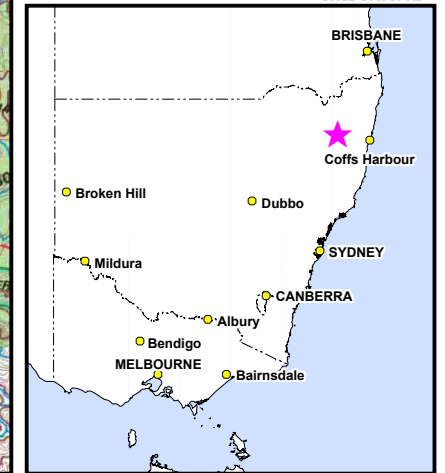 BRISBANE
Coffs Harbour
Broken Hill
Dubbo
SYDNEY
Mildura
CANBERRA
Albury
Bendigo
MELBOURNE
Bairnsdale